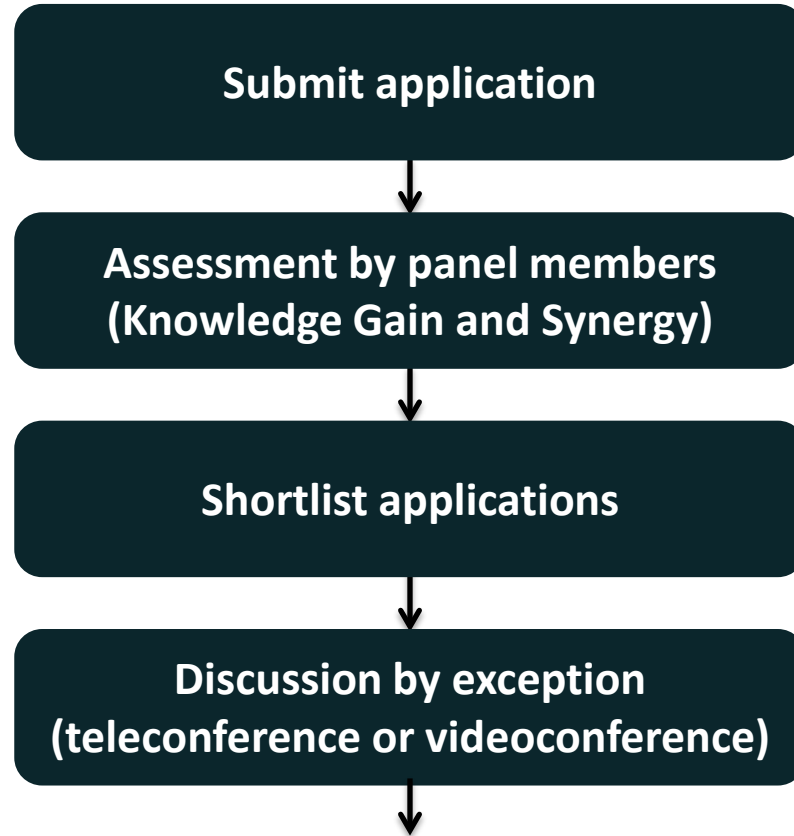 Submit application
Assessment by panel members
(Knowledge Gain and Synergy)
Shortlist applications
Discussion by exception
(teleconference or videoconference)